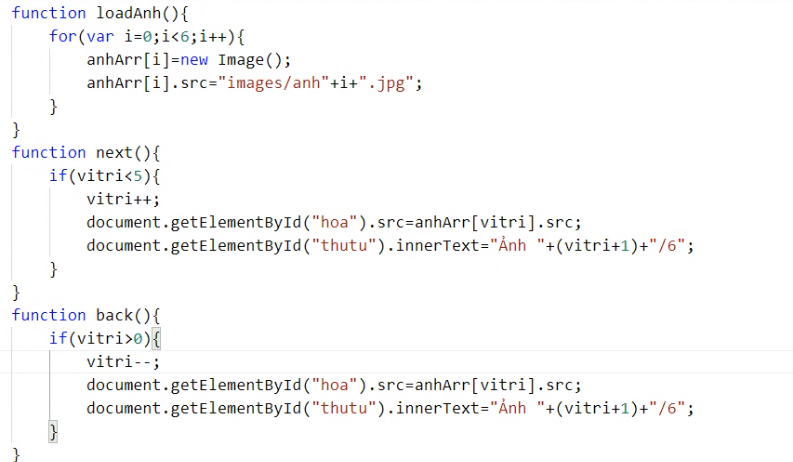 function loadAnh(){
    for(var i=0;i<6;i++){
        anhArr[i]=new Image();
        anhArr[i].src="images/anh"+i+".jpg";
    }
}
function next(){
    if(vitri<5){
        vitri++;
        document.getElementById("hoa").src=anhArr[vitri].src;
        document.getElementById("thutu").innerText="Ảnh "+(vitri+1)+"/6";
    }
}
function back(){
    if(vitri>0){
        vitri--;
        document.getElementById("hoa").src=anhArr[vitri].src;
        document.getElementById("thutu").innerText="Ảnh "+(vitri+1)+"/6";
    }
}